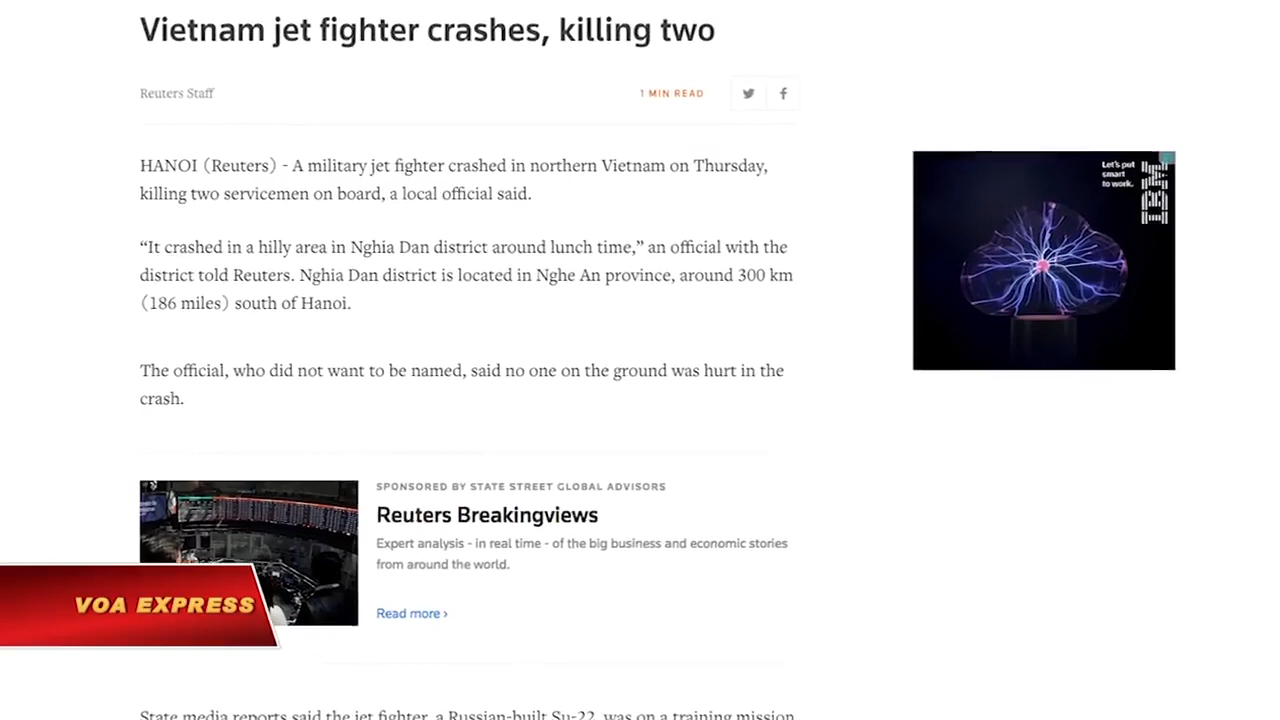 Vietnam jet fighter crashes, killing two
Reuters Staff
1 MIN READ
HANOI (Reuters) - A military jet fighter crashed in northern Vietnam on Thursday,
killing two servicemen on board, a local official said.
“It crashed in a hilly area in Nghia Dan district around lunch time,” an official with the
district told Reuters. Nghia Dan district is located in Nghe An province, around 300 km
(186 miles) south of Hanoi.
The official, who did not want to be named, said no one on the ground was hurt in the
crash.
Let's put
smart
to work.
IBM
SPONSORED BY STATE STREET GLOBAL ADVISORS
Reuters Breakingviews
Expert analysis - in real time - of the big business and economic stories
from around the world.
Read more ›
VOA EXPRESS
State media reports said the jet fighter, a Russian-built Su-22, was on a training mission